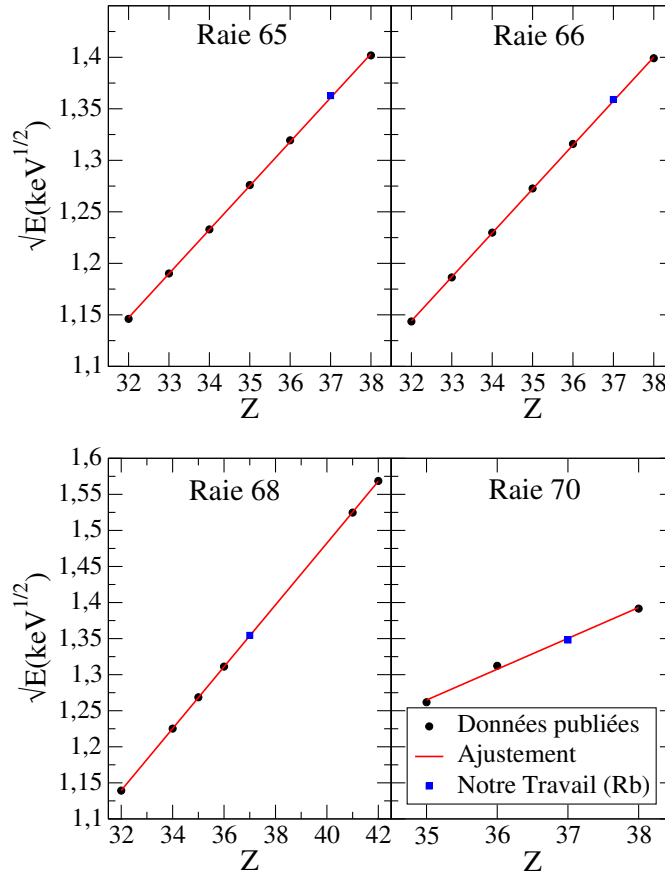 Raie 65
Raie 66
√E(keV^{1/2})
1,4
1,35
1,3
1,25
1,2
1,15
1,1
32 33 34 35 36 37 38
32 33 34 35 36 37 38
Z
Z
Raie 68
Raie 70
√E(keV^{1/2})
1,6
1,55
1,5
1,45
1,4
1,35
1,3
1,25
1,2
1,15
1,1
Données publiées
Ajustement
Notre Travail (Rb)
32 34 36 38 40 42
35 36 37 38
Z
Z